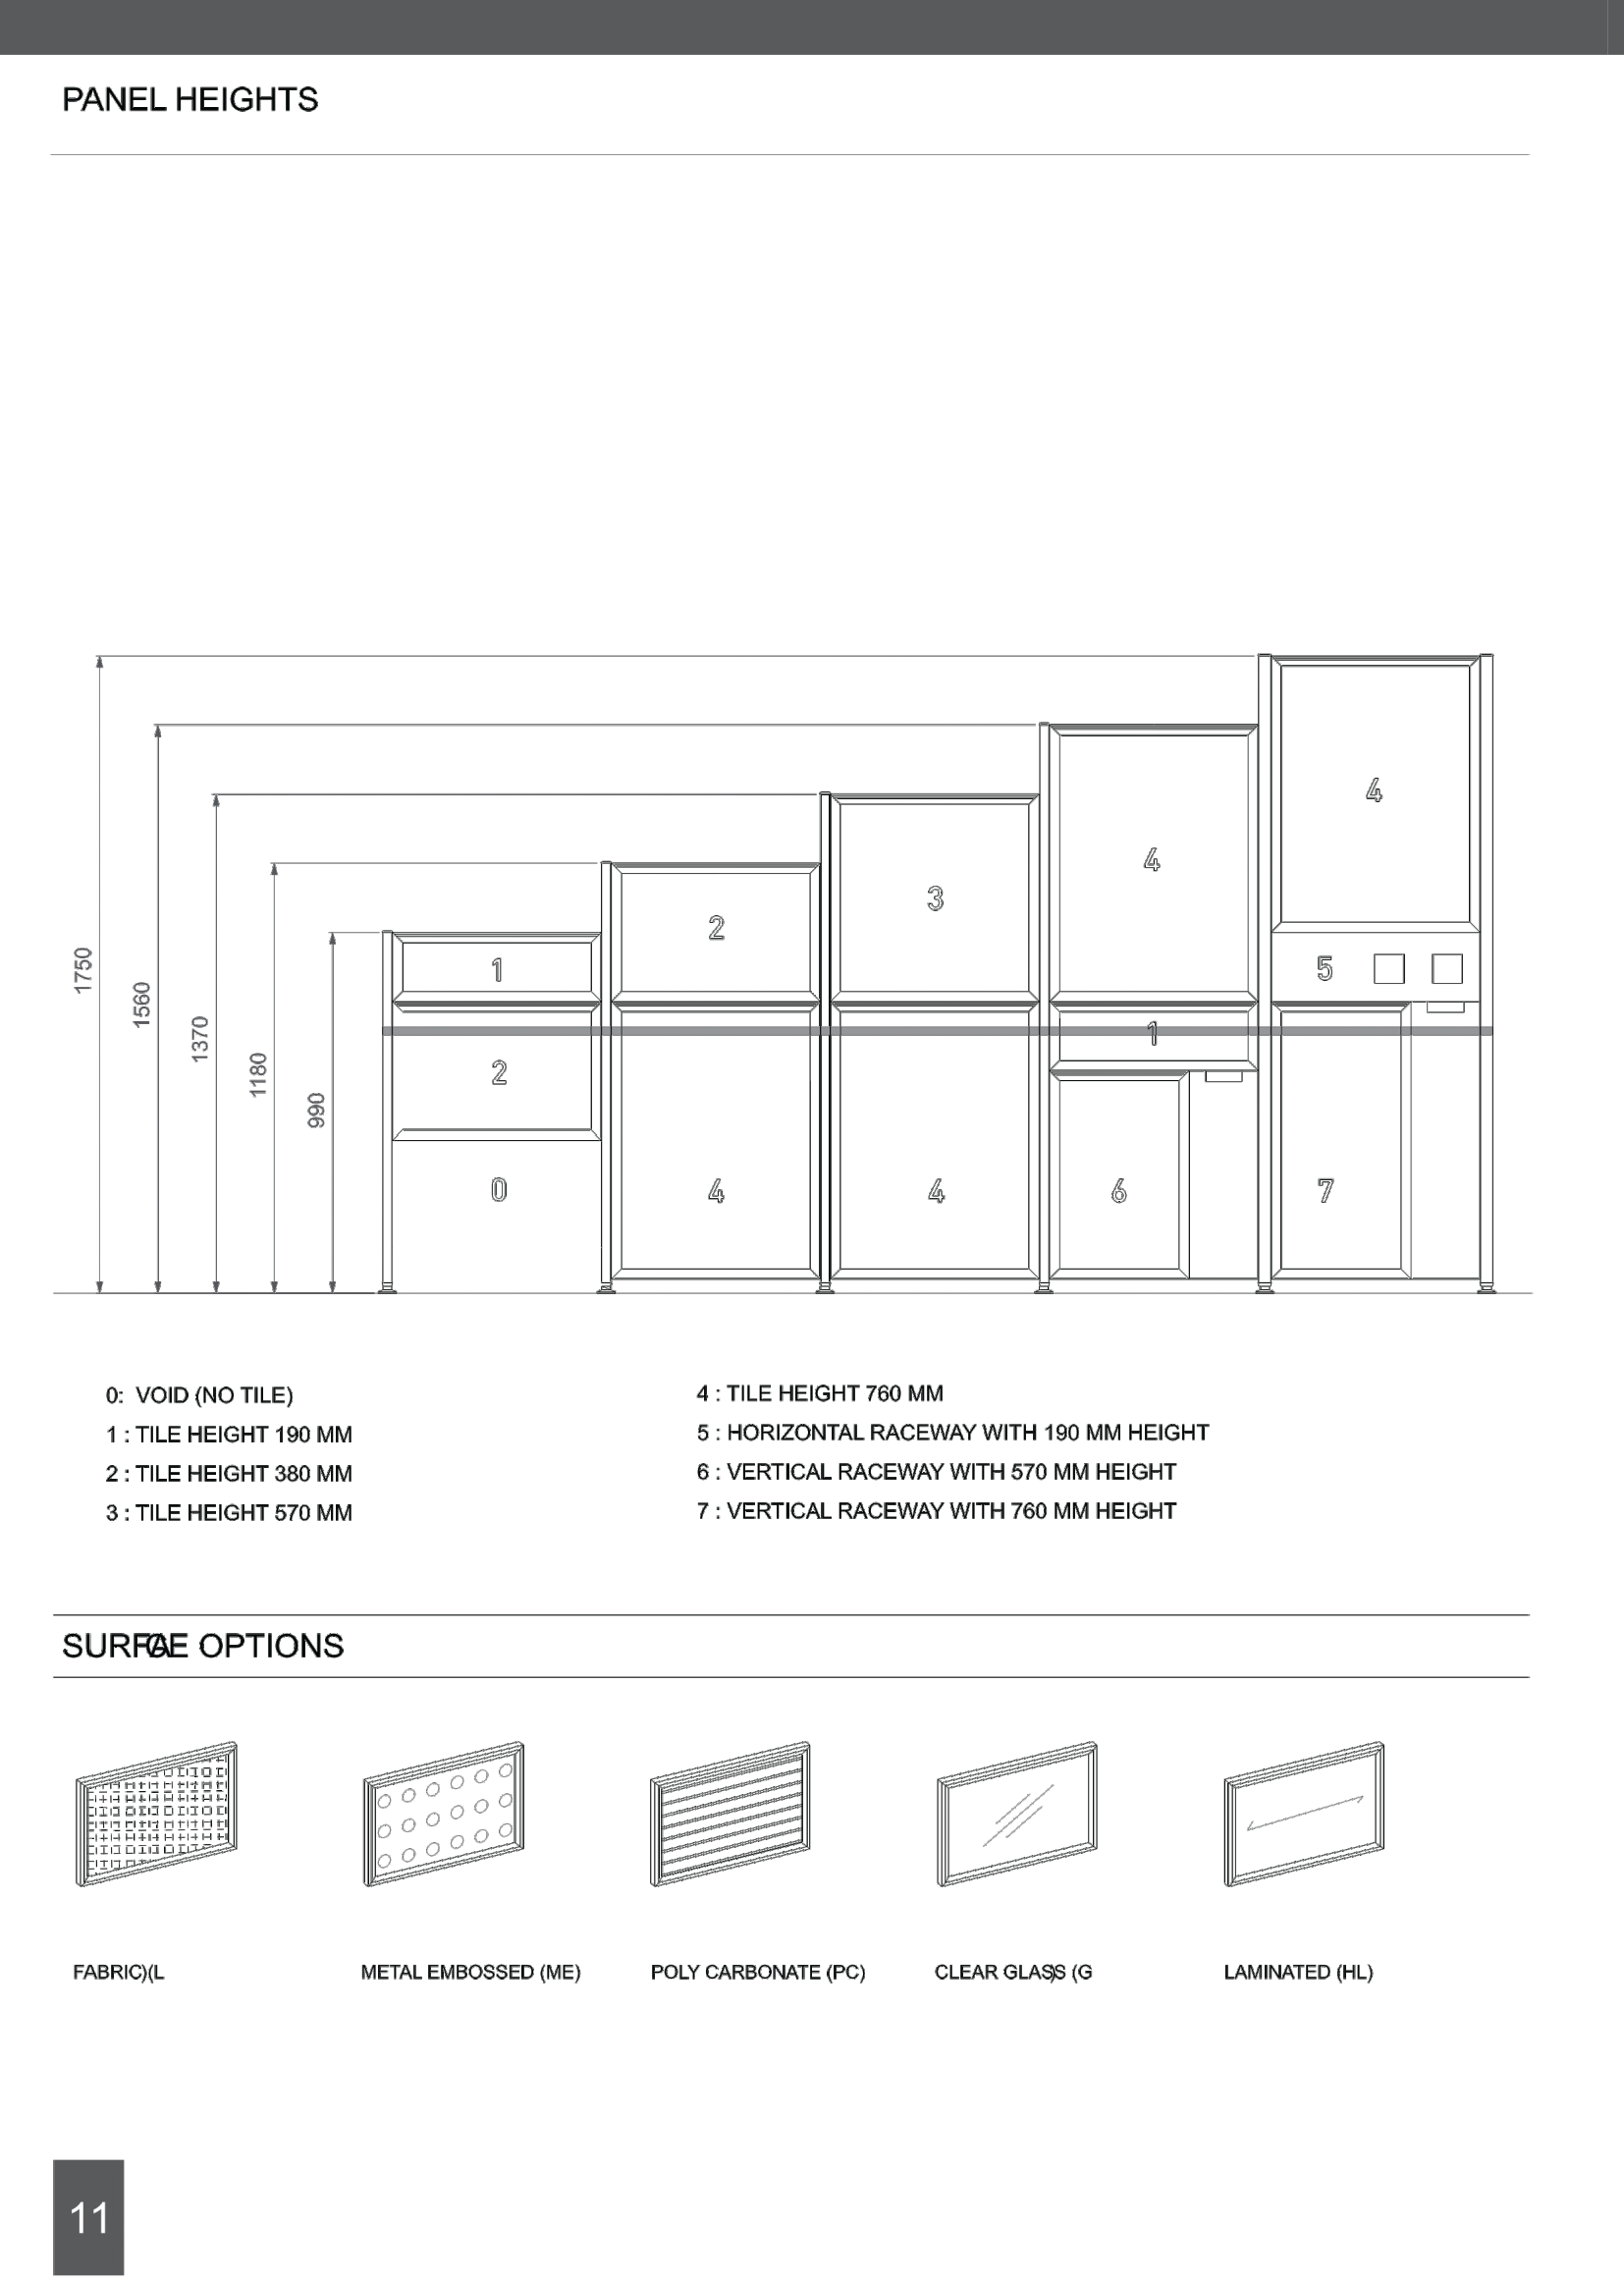 PANEL HEIGHTS
1750
1560
1370
1180
990
4
4
3
2
1
5
1
2
0
4
4
6
7
0: VOID (NO TILE)
1 : TILE HEIGHT 190 MM
2 : TILE HEIGHT 380 MM
3 : TILE HEIGHT 570 MM
4 : TILE HEIGHT 760 MM
5 : HORIZONTAL RACEWAY WITH 190 MM HEIGHT
6 : VERTICAL RACEWAY WITH 570 MM HEIGHT
7 : VERTICAL RACEWAY WITH 760 MM HEIGHT
SURFACE OPTIONS
FABRIC)(L
METAL EMBOSSED (ME)
POLY CARBONATE (PC)
CLEAR GLASS (G)
LAMINATED (HL)
11